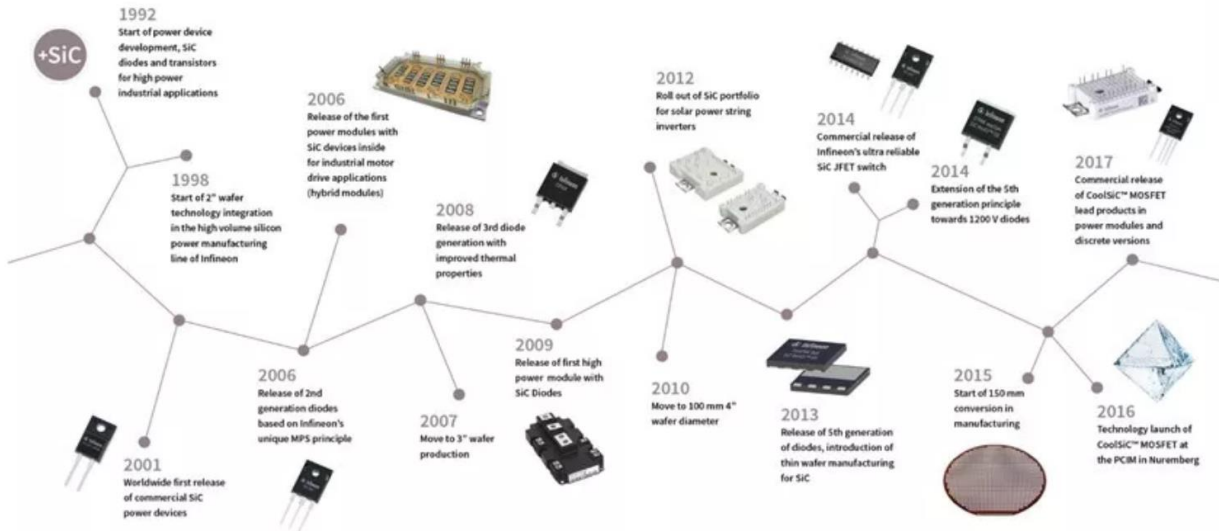 +SiC
1992
Start of power device
development, SiC
diodes and transistors
for high power
industrial applications
1998
Start of 2" wafer
technology integration
in the high volume silicon
power manufacturing
line of Infineon
2001
Worldwide first release
of commercial SiC
power devices
2006
Release of the first
power modules with
SiC devices inside
for industrial motor
drive applications
(hybrid modules)
2006
Release of 2nd
generation diodes
based on Infineon's
unique MPS principle
2008
Release of 3rd diode
generation with
improved thermal
properties
2007
Move to 3" wafer
production
2009
Release of first high
power module with
SiC Diodes
2012
Roll out of SiC portfolio
for solar power string
inverters
2010
Move to 100 mm 4"
wafer diameter
2013
Release of 5th generation
of diodes, introduction of
thin wafer manufacturing
for SiC
2014
Commercial release of
Infineon's ultra reliable
SiC JFET switch
2014
Extension of the 5th
generation principle
towards 1200 V diodes
2015
Start of 150 mm
conversion in
manufacturing
2016
Technology launch of
CoolSiC™ MOSFET at
the PCIM in Nuremberg
2017
Commercial release
of CoolSiC™ MOSFET
lead products in
power modules and
discrete versions
Infineon
Infineon